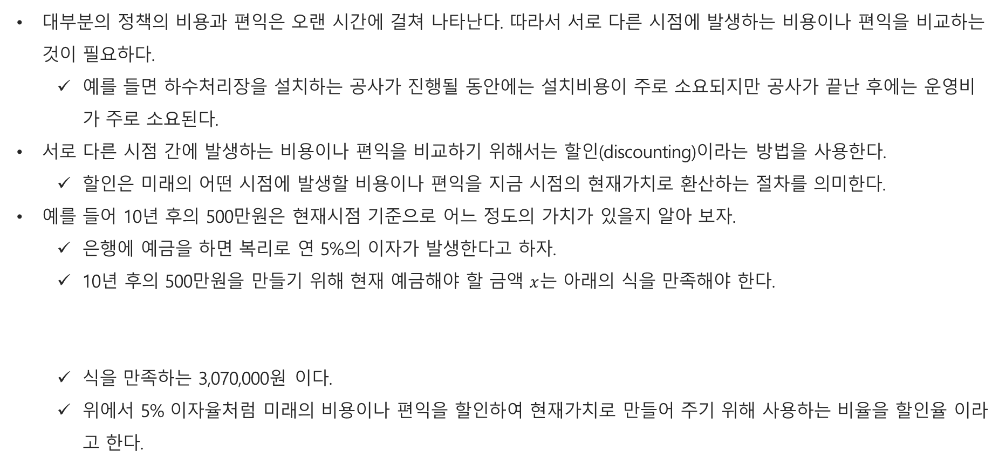 • 대부분의 정책의 비용과 편익은 오랜 시간에 걸쳐 나타난다. 따라서 서로 다른 시점에 발생하는 비용이나 편익을 비교하는
것이 필요하다.
✓ 예를 들면 하수처리장을 설치하는 공사가 진행될 동안에는 설치비용이 주로 소요되지만 공사가 끝난 후에는 운영비
가 주로 소요된다.
• 서로 다른 시점 간에 발생하는 비용이나 편익을 비교하기 위해서는 할인(discounting)이라는 방법을 사용한다.
✓ 할인은 미래의 어떤 시점에 발생할 비용이나 편익을 지금 시점의 현재가치로 환산하는 절차를 의미한다.
• 예를 들어 10년 후의 500만원은 현재시점 기준으로 어느 정도의 가치가 있을지 알아 보자.
✓ 은행에 예금을 하면 복리로 연 5%의 이자가 발생한다고 하자.
✓ 10년 후의 500만원을 만들기 위해 현재 예금해야 할 금액 x는 아래의 식을 만족해야 한다.
✓ 식을 만족하는 3,070,000원 이다.
✓ 위에서 5% 이자율처럼 미래의 비용이나 편익을 할인하여 현재가치로 만들어 주기 위해 사용하는 비율을 할인율 이라
고 한다.